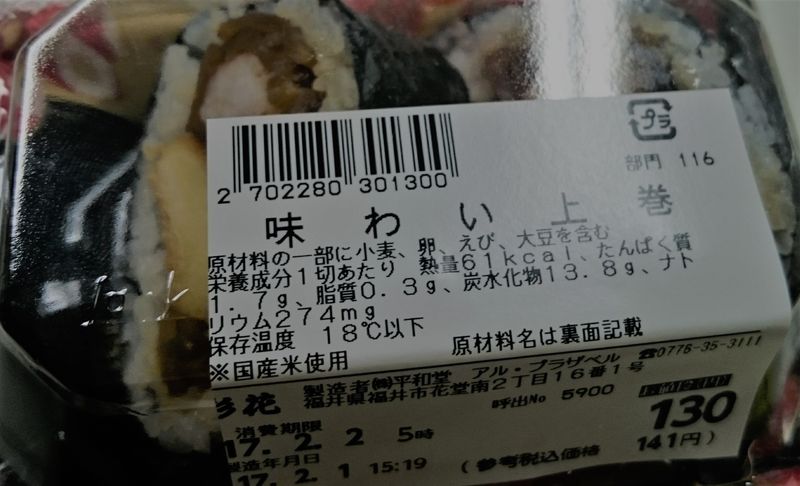 プラ
部門 116
2 702280 301300
味わい上巻
原材料の一部に小麦、卵、えび、大豆を含む
栄養成分1切あたり 熱量61kcal、たんぱく質
1.7g、脂質0.3g、炭水化物13.8g、ナト
リウム274mg
保存温度 18℃以下
原材料名は裏面記載
※国産米使用
製造者㈱平和堂 アル・プラザベル ☎0776-35-3111
福井県福井市花堂南2丁目16番1号
呼出No 5900
消費期限
17.2.2 5時
130
141円)
(参考税込価格
製造年月日
17.2.1 15:19